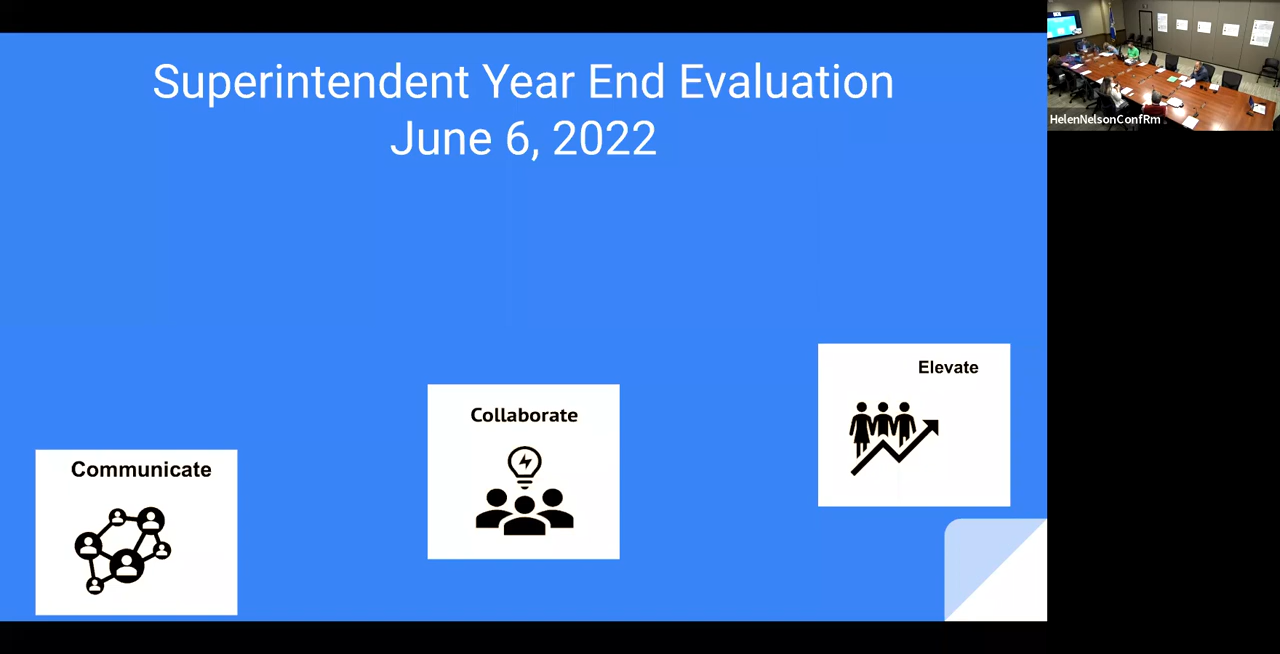 Superintendent Year End Evaluation
June 6, 2022
HelenNelsonConfRm
Elevate
Collaborate
Communicate